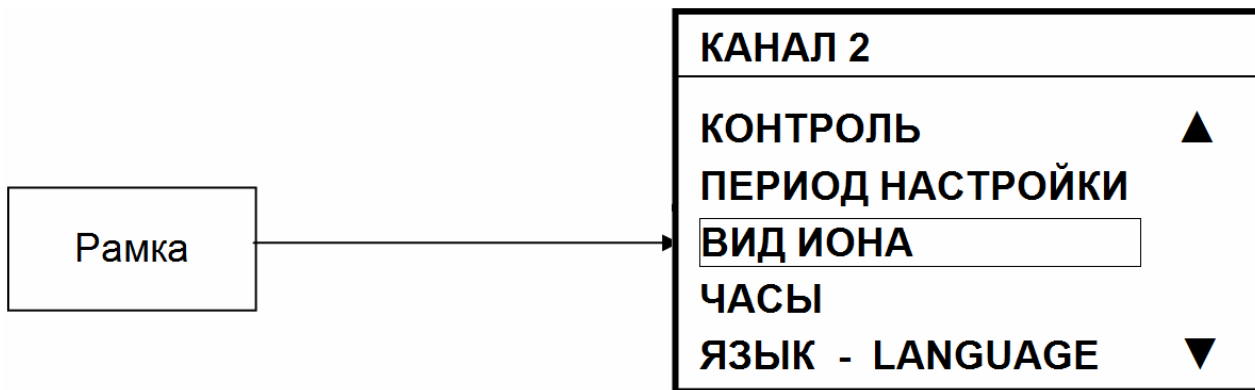 КАНАЛ 2
КОНТРОЛЬ ▲
ПЕРИОД НАСТРОЙКИ
Рамка
ВИД ИОНА
ЧАСЫ
ЯЗЫК - LANGUAGE ▼